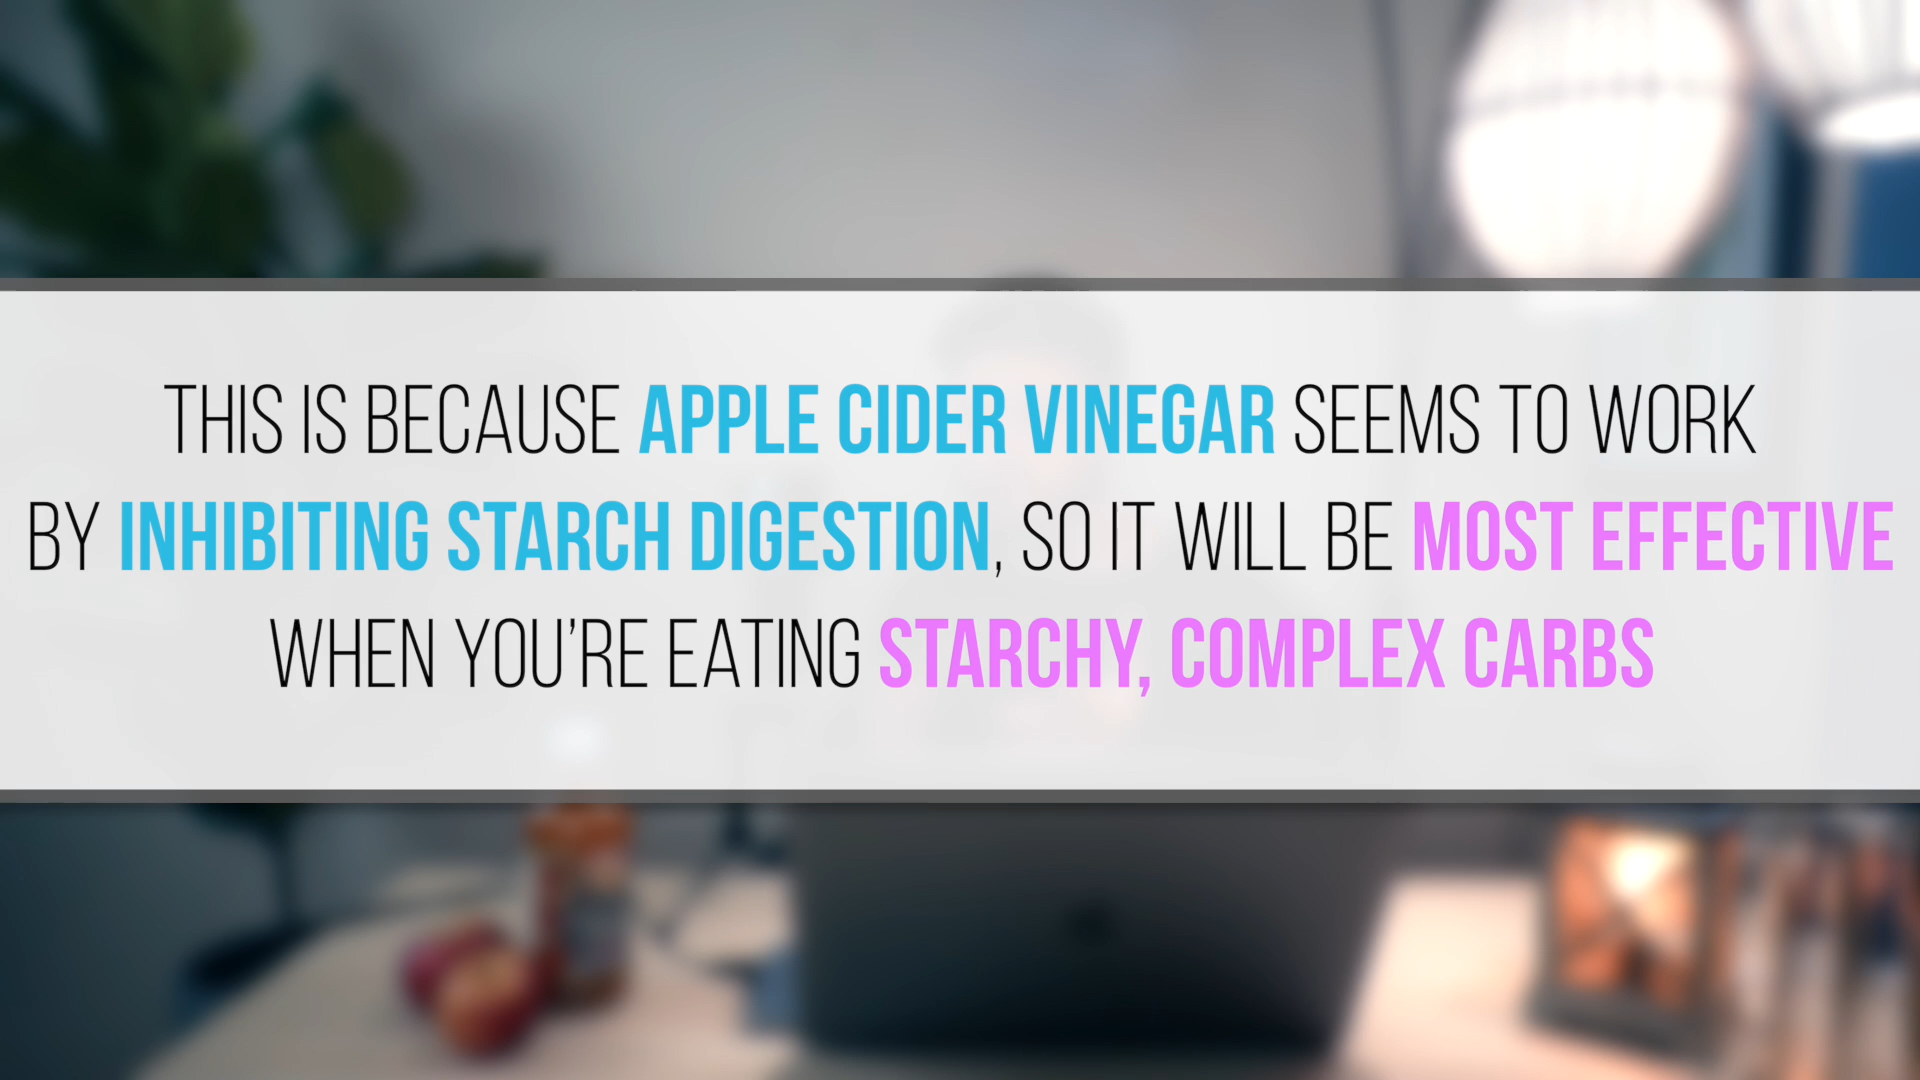 THIS IS BECAUSE APPLE CIDER VINEGAR SEEMS TO WORK
BY INHIBITING STARCH DIGESTION, SO IT WILL BE MOST EFFECTIVE
WHEN YOU’RE EATING STARCHY, COMPLEX CARBS